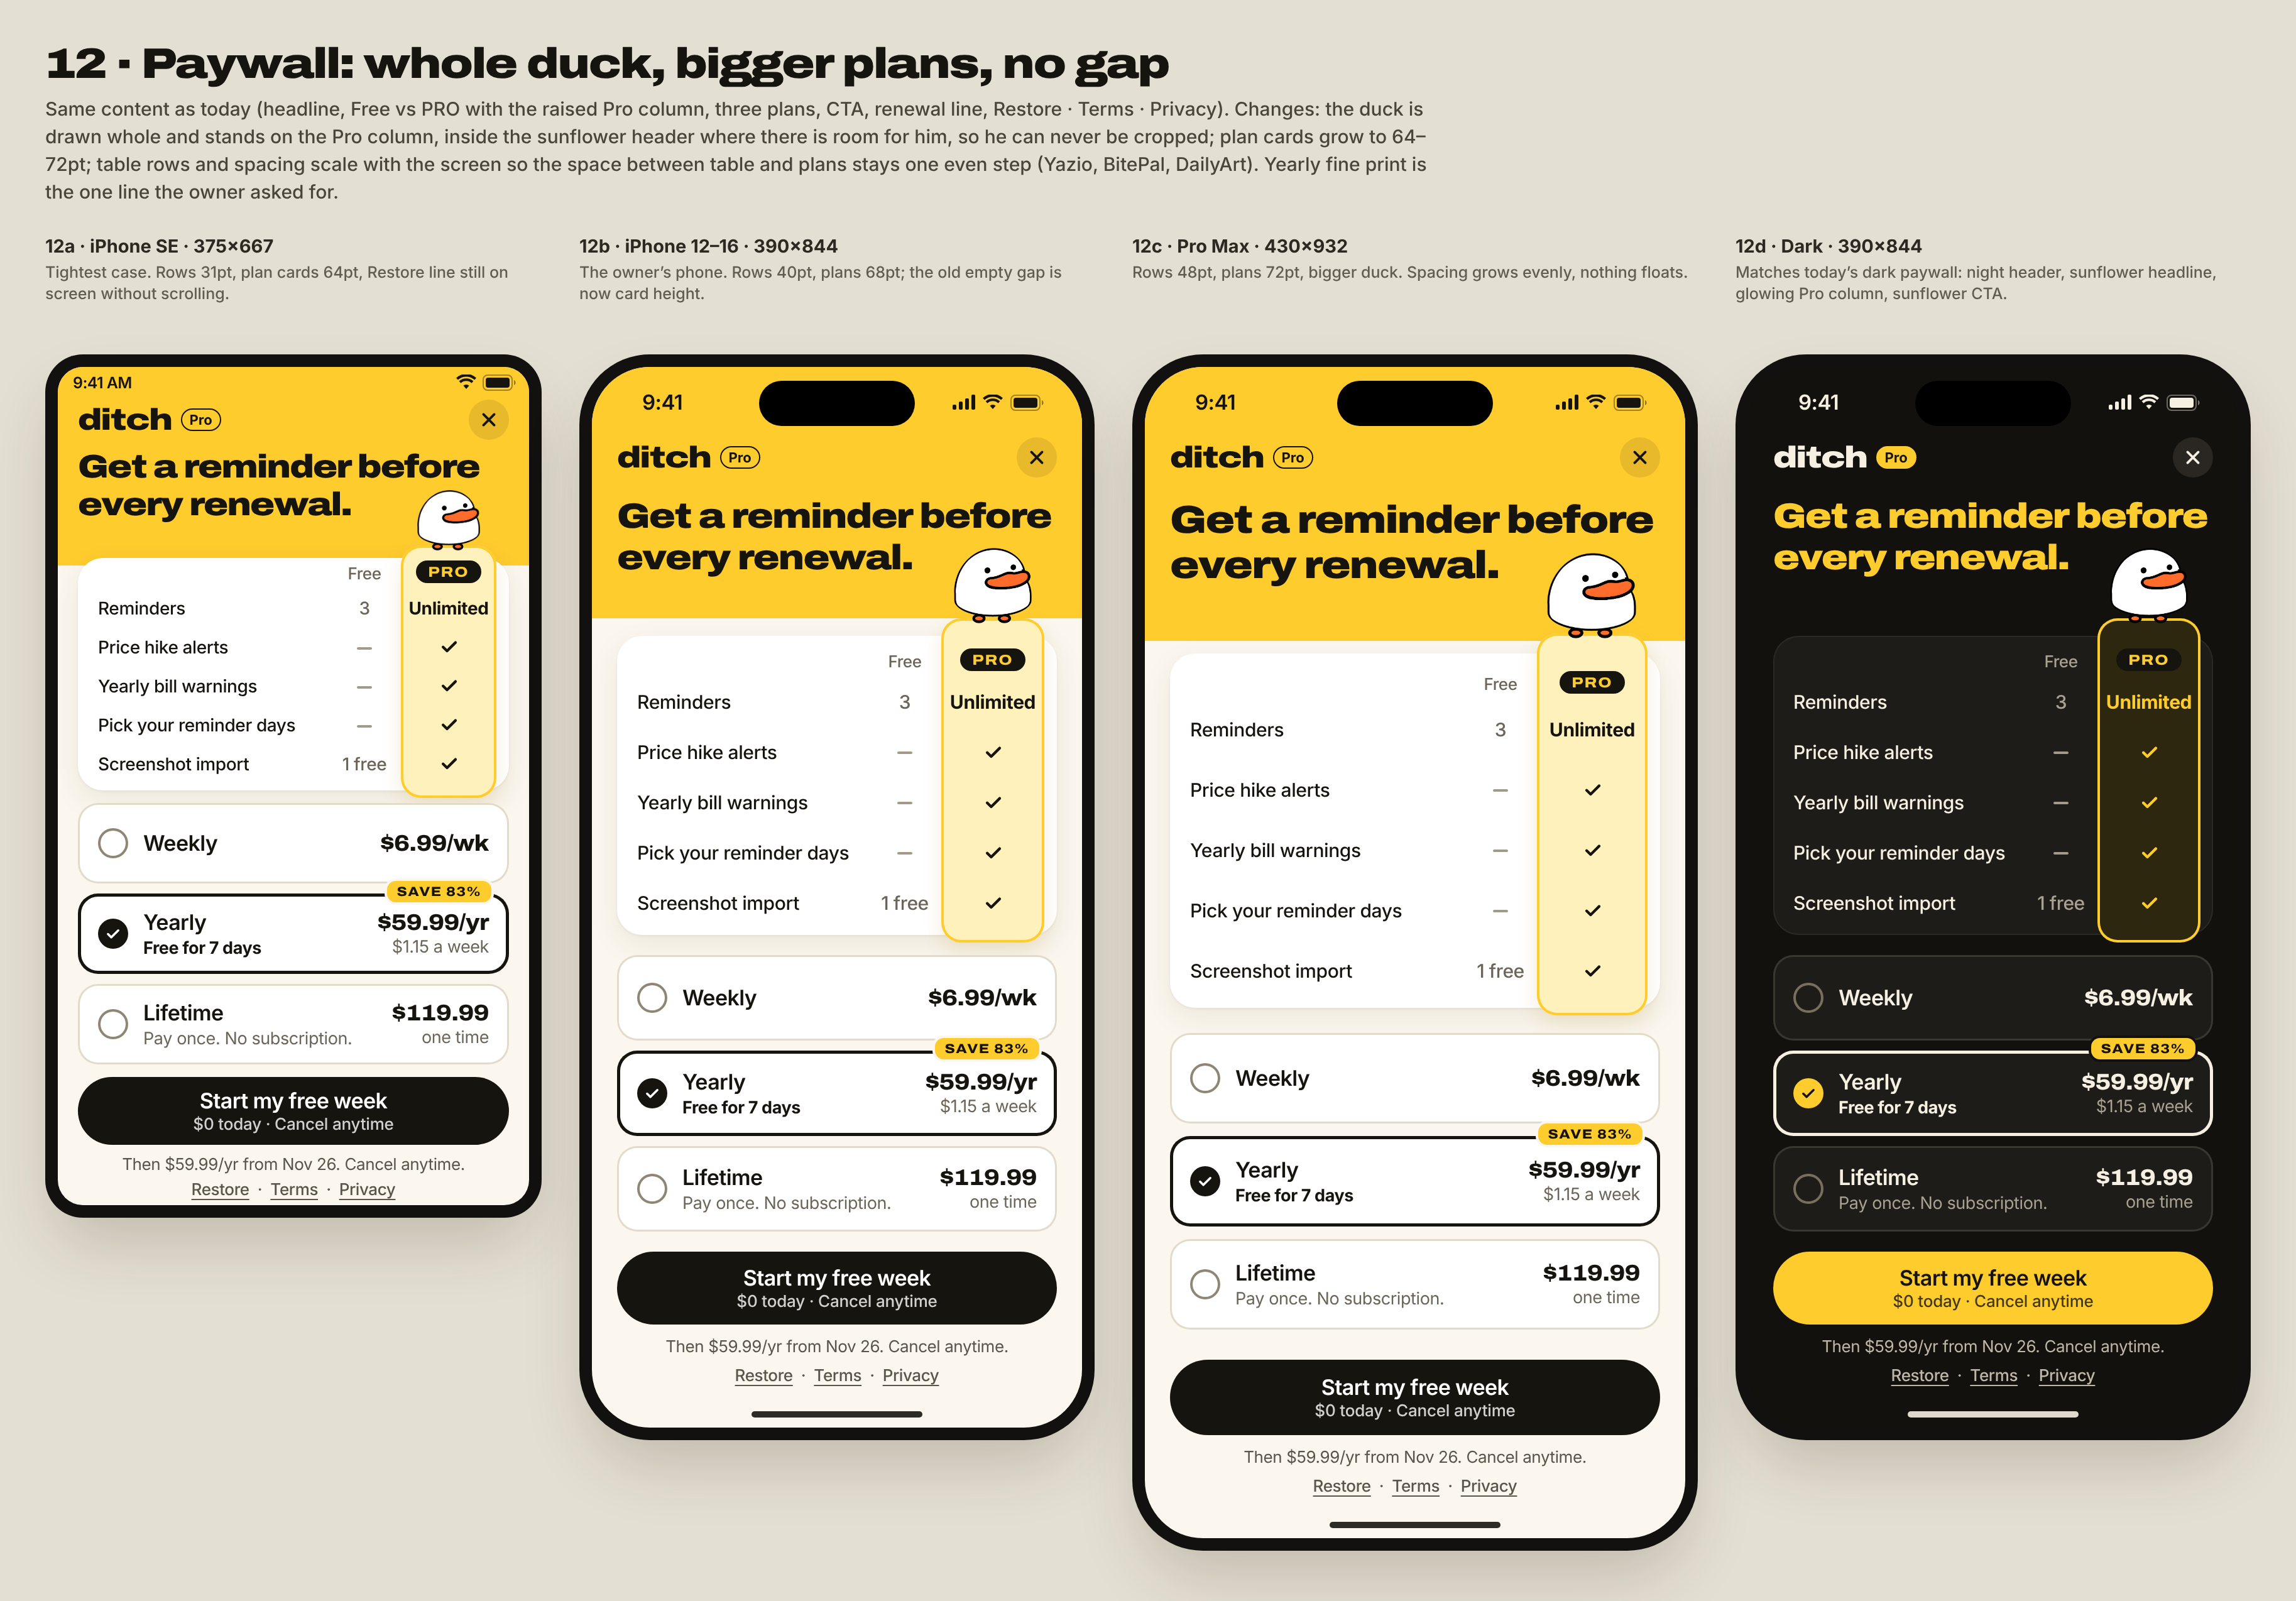 12 · Paywall: whole duck, bigger plans, no gap
Same content as today (headline, Free vs PRO with the raised Pro column, three plans, CTA, renewal line, Restore · Terms · Privacy). Changes: the duck is
drawn whole and stands on the Pro column, inside the sunflower header where there is room for him, so he can never be cropped; plan cards grow to 64–
72pt; table rows and spacing scale with the screen so the space between table and plans stays one even step (Yazio, BitePal, DailyArt). Yearly fine print is
the one line the owner asked for.
12a · iPhone SE · 375×667
Tightest case. Rows 31pt, plan cards 64pt, Restore line still on
screen without scrolling.
9:41 AM
ditch Pro
Get a reminder before
every renewal.
Free PRO
Reminders 3 Unlimited
Price hike alerts —
Yearly bill warnings —
Pick your reminder days —
Screenshot import 1 free
Weekly $6.99/wk
SAVE 83%
Yearly $59.99/yr
Free for 7 days $1.15 a week
Lifetime $119.99
Pay once. No subscription. one time
Start my free week
$0 today · Cancel anytime
Then $59.99/yr from Nov 26. Cancel anytime.
Restore · Terms · Privacy
12b · iPhone 12–16 · 390×844
The owner's phone. Rows 40pt, plans 68pt; the old empty gap is
now card height.
9:41
ditch Pro
Get a reminder before
every renewal.
Free PRO
Reminders 3 Unlimited
Price hike alerts —
Yearly bill warnings —
Pick your reminder days —
Screenshot import 1 free
Weekly $6.99/wk
SAVE 83%
Yearly $59.99/yr
Free for 7 days $1.15 a week
Lifetime $119.99
Pay once. No subscription. one time
Start my free week
$0 today · Cancel anytime
Then $59.99/yr from Nov 26. Cancel anytime.
Restore · Terms · Privacy
12c · Pro Max · 430×932
Rows 48pt, plans 72pt, bigger duck. Spacing grows evenly, nothing floats.
9:41
ditch Pro
Get a reminder before
every renewal.
Free PRO
Reminders 3 Unlimited
Price hike alerts —
Yearly bill warnings —
Pick your reminder days —
Screenshot import 1 free
Weekly $6.99/wk
SAVE 83%
Yearly $59.99/yr
Free for 7 days $1.15 a week
Lifetime $119.99
Pay once. No subscription. one time
Start my free week
$0 today · Cancel anytime
Then $59.99/yr from Nov 26. Cancel anytime.
Restore · Terms · Privacy
12d · Dark · 390×844
Matches today's dark paywall: night header, sunflower headline,
glowing Pro column, sunflower CTA.
9:41
ditch Pro
Get a reminder before
every renewal.
Free PRO
Reminders 3 Unlimited
Price hike alerts —
Yearly bill warnings —
Pick your reminder days —
Screenshot import 1 free
Weekly $6.99/wk
SAVE 83%
Yearly $59.99/yr
Free for 7 days $1.15 a week
Lifetime $119.99
Pay once. No subscription. one time
Start my free week
$0 today · Cancel anytime
Then $59.99/yr from Nov 26. Cancel anytime.
Restore · Terms · Privacy